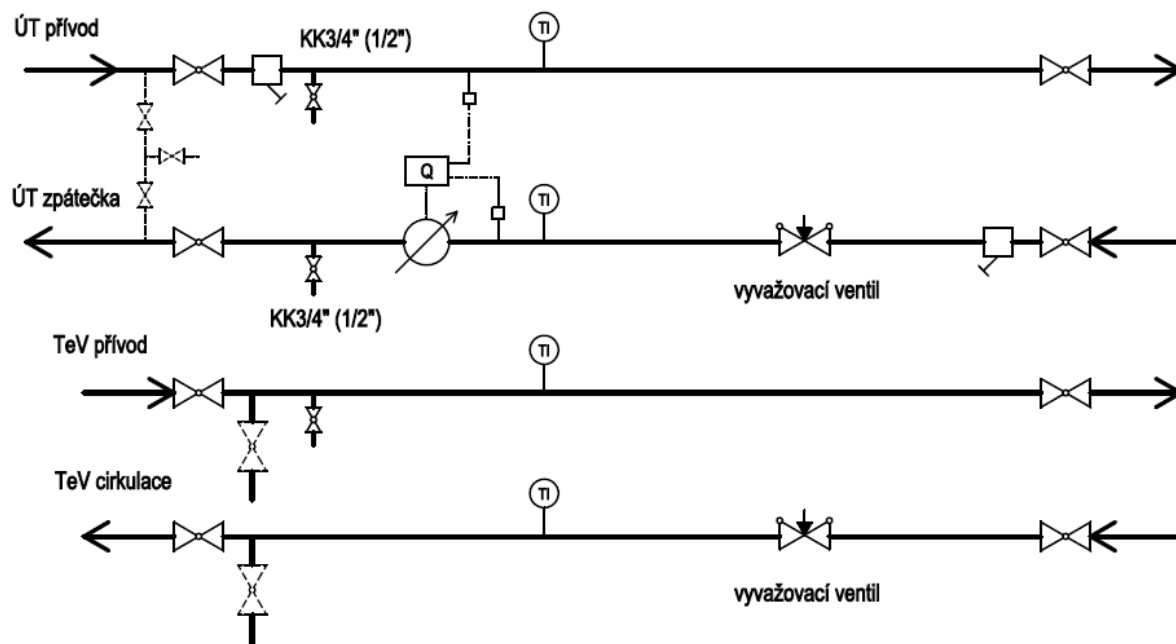 ÚT přívod
KK3/4" (1/2")
TI
Q
ÚT zpátečka
TI
vyvažovací ventil
KK3/4" (1/2")
TeV přívod
TI
TeV cirkulace
TI
vyvažovací ventil